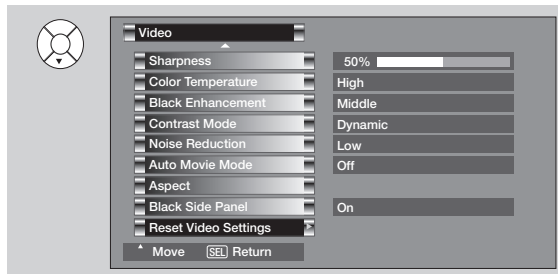 Video
Sharpness 50%
Color Temperature High
Black Enhancement Middle
Contrast Mode Dynamic
Noise Reduction Low
Auto Movie Mode Off
Aspect
Black Side Panel On
Reset Video Settings
Move SEL Return